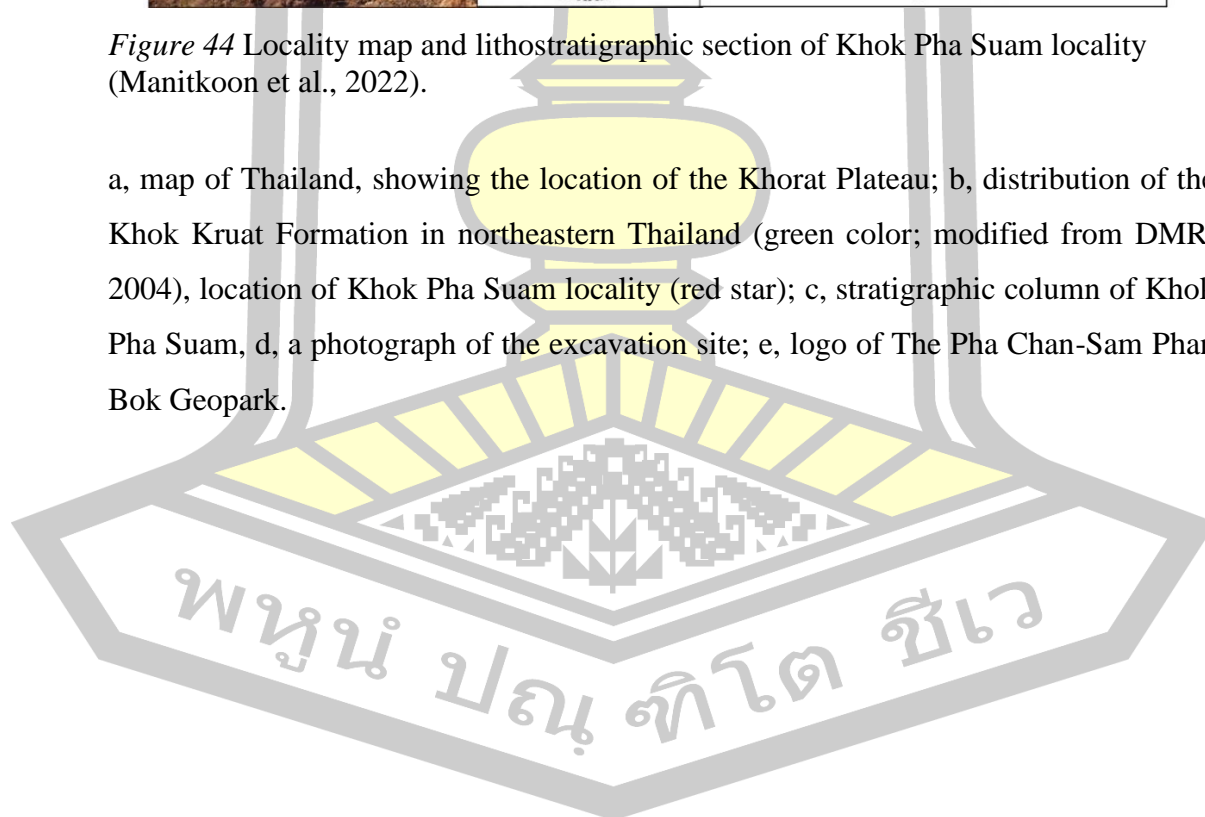 Figure 44 Locality map and lithostratigraphic section of Khok Pha Suam locality
(Manitkoon et al., 2022).
a, map of Thailand, showing the location of the Khorat Plateau; b, distribution of the
Khok Kruat Formation in northeastern Thailand (green color; modified from DMR
2004), location of Khok Pha Suam locality (red star); c, stratigraphic column of Khok
Pha Suam, d, a photograph of the excavation site; e, logo of The Pha Chan-Sam Phan
Bok Geopark.
พหูนํ ปณฺฑิโต ชีเว